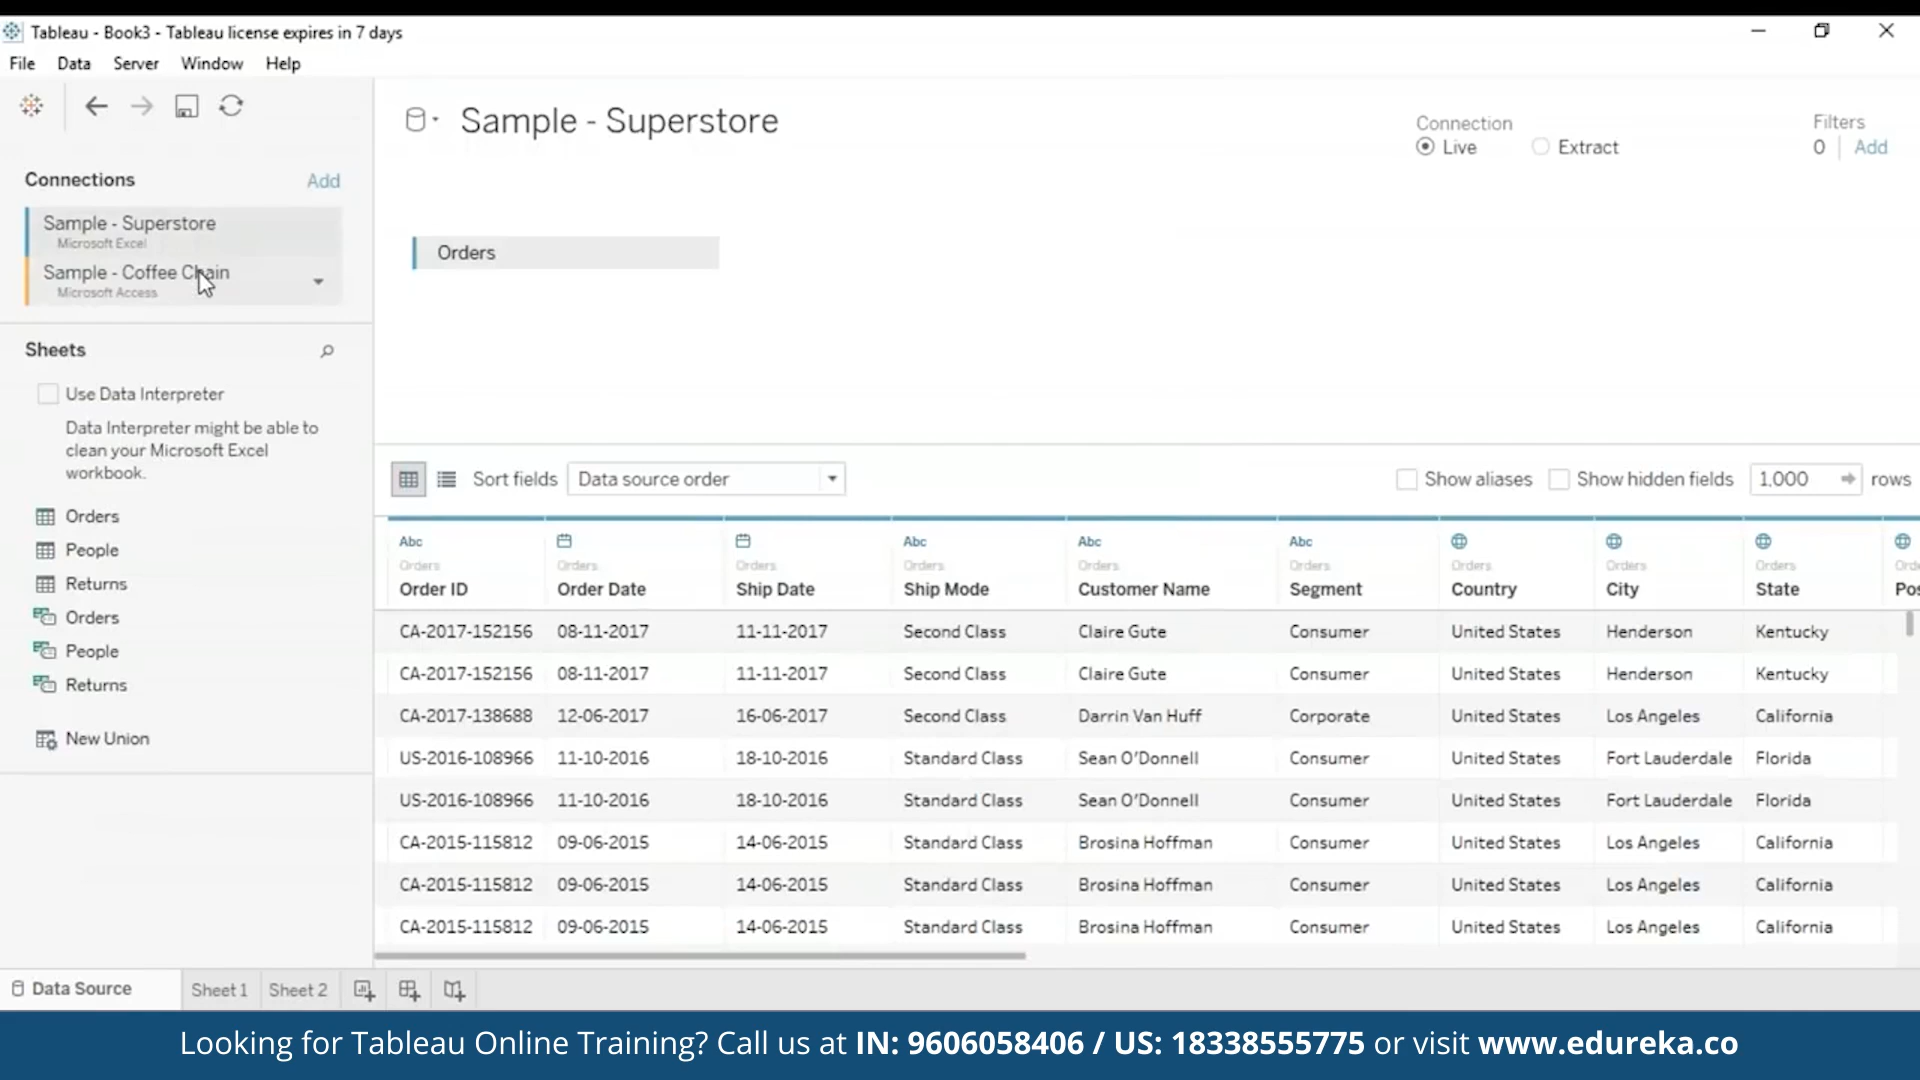 Tableau - Book3 - Tableau license expires in 7 days
File Data Server Window Help
Sample - Superstore
Connection
Live Extract
Filters
0 Add
Connections Add
Sample - Superstore
Microsoft Excel
Sample - Coffee Chain
Microsoft Access
Orders
Sheets
Use Data Interpreter
Data Interpreter might be able to
clean your Microsoft Excel
workbook.
Orders
People
Returns
Orders
People
Returns
New Union
Sort fields Data source order Show aliases Show hidden fields 1,000 rows
Abc Abc Abc Abc
Orders Orders Orders Orders Orders Orders Orders Orders Orders Orde
Order ID Order Date Ship Date Ship Mode Customer Name Segment Country City State Pos
CA-2017-152156 08-11-2017 11-11-2017 Second Class Claire Gute Consumer United States Henderson Kentucky
CA-2017-152156 08-11-2017 11-11-2017 Second Class Claire Gute Consumer United States Henderson Kentucky
CA-2017-138688 12-06-2017 16-06-2017 Second Class Darrin Van Huff Corporate United States Los Angeles California
US-2016-108966 11-10-2016 18-10-2016 Standard Class Sean O'Donnell Consumer United States Fort Lauderdale Florida
US-2016-108966 11-10-2016 18-10-2016 Standard Class Sean O'Donnell Consumer United States Fort Lauderdale Florida
CA-2015-115812 09-06-2015 14-06-2015 Standard Class Brosina Hoffman Consumer United States Los Angeles California
CA-2015-115812 09-06-2015 14-06-2015 Standard Class Brosina Hoffman Consumer United States Los Angeles California
CA-2015-115812 09-06-2015 14-06-2015 Standard Class Brosina Hoffman Consumer United States Los Angeles California
Data Source Sheet 1 Sheet 2
Looking for Tableau Online Training? Call us at IN: 9606058406 / US: 18338555775 or visit www.edureka.co